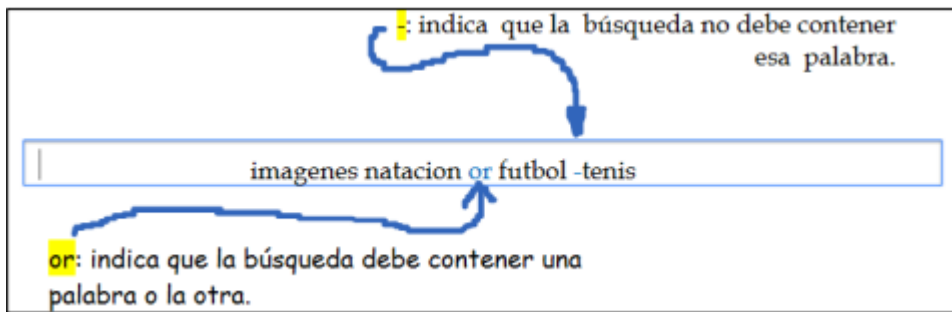 -: indica que la búsqueda no debe contener
esa palabra.
imagenes natacion or futbol -tenis
or: indica que la búsqueda debe contener una
palabra o la otra.